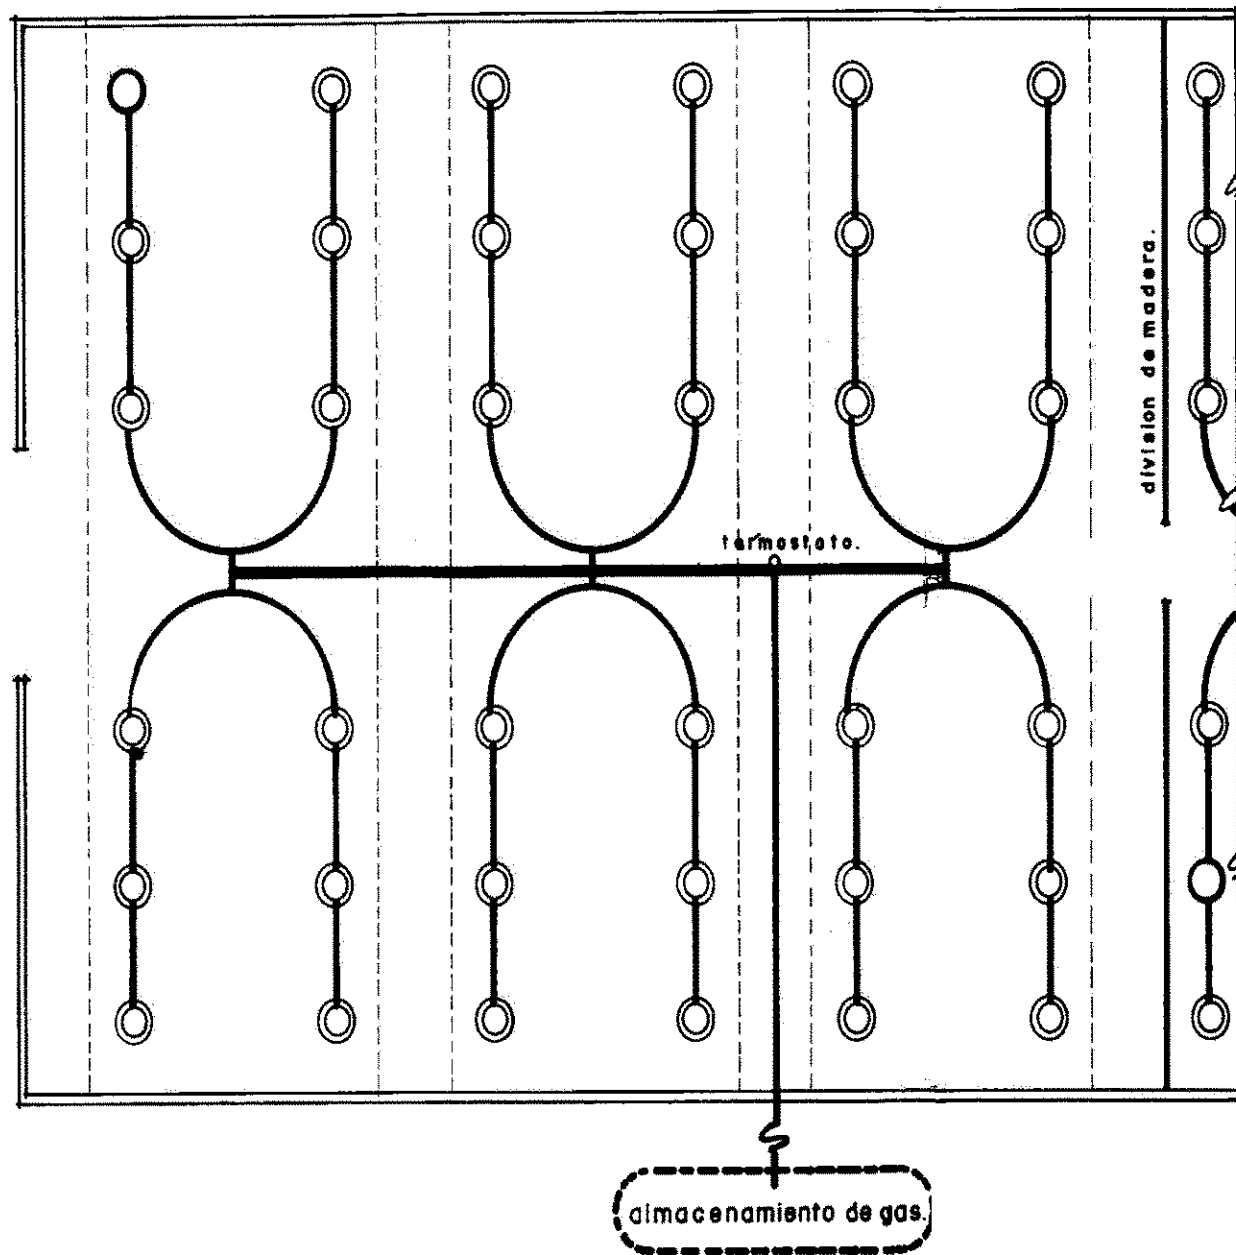 division de madera.
termostato.
almacenamiento de gas.